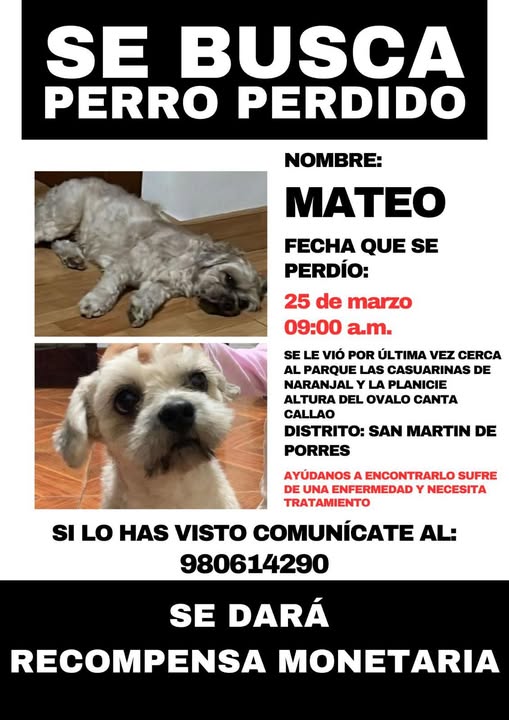 SE BUSCA
PERRO PERDIDO
NOMBRE:
MATEO
FECHA QUE SE
PERDÍO:
25 de marzo
09:00 a.m.
SE LE VIÓ POR ÚLTIMA VEZ CERCA
AL PARQUE LAS CASUARINAS DE
NARANJAL Y LA PLANICIE
ALTURA DEL OVALO CANTA
CALLAO
DISTRITO: SAN MARTIN DE
PORRES
AYÚDANOS A ENCONTRARLO SUFRE
DE UNA ENFERMEDAD Y NECESITA
TRATAMIENTO
SI LO HAS VISTO COMUNÍCATE AL:
980614290
SE DARÁ
RECOMPENSA MONETARIA